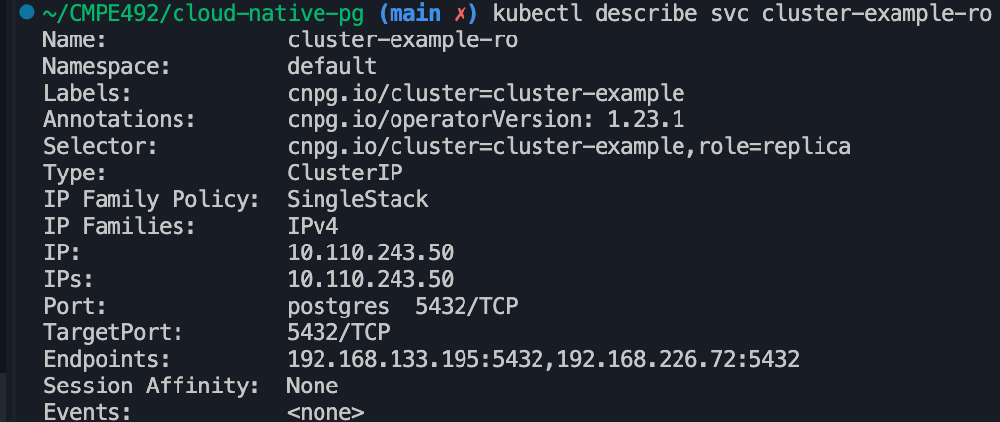 ~/CMPE492/cloud-native-pg (main ✗) kubectl describe svc cluster-example-ro
Name: cluster-example-ro
Namespace: default
Labels: cnpg.io/cluster=cluster-example
Annotations: cnpg.io/operatorVersion: 1.23.1
Selector: cnpg.io/cluster=cluster-example,role=replica
Type: ClusterIP
IP Family Policy: SingleStack
IP Families: IPv4
IP: 10.110.243.50
IPs: 10.110.243.50
Port: postgres 5432/TCP
TargetPort: 5432/TCP
Endpoints: 192.168.133.195:5432,192.168.226.72:5432
Session Affinity: None
Events: <none>